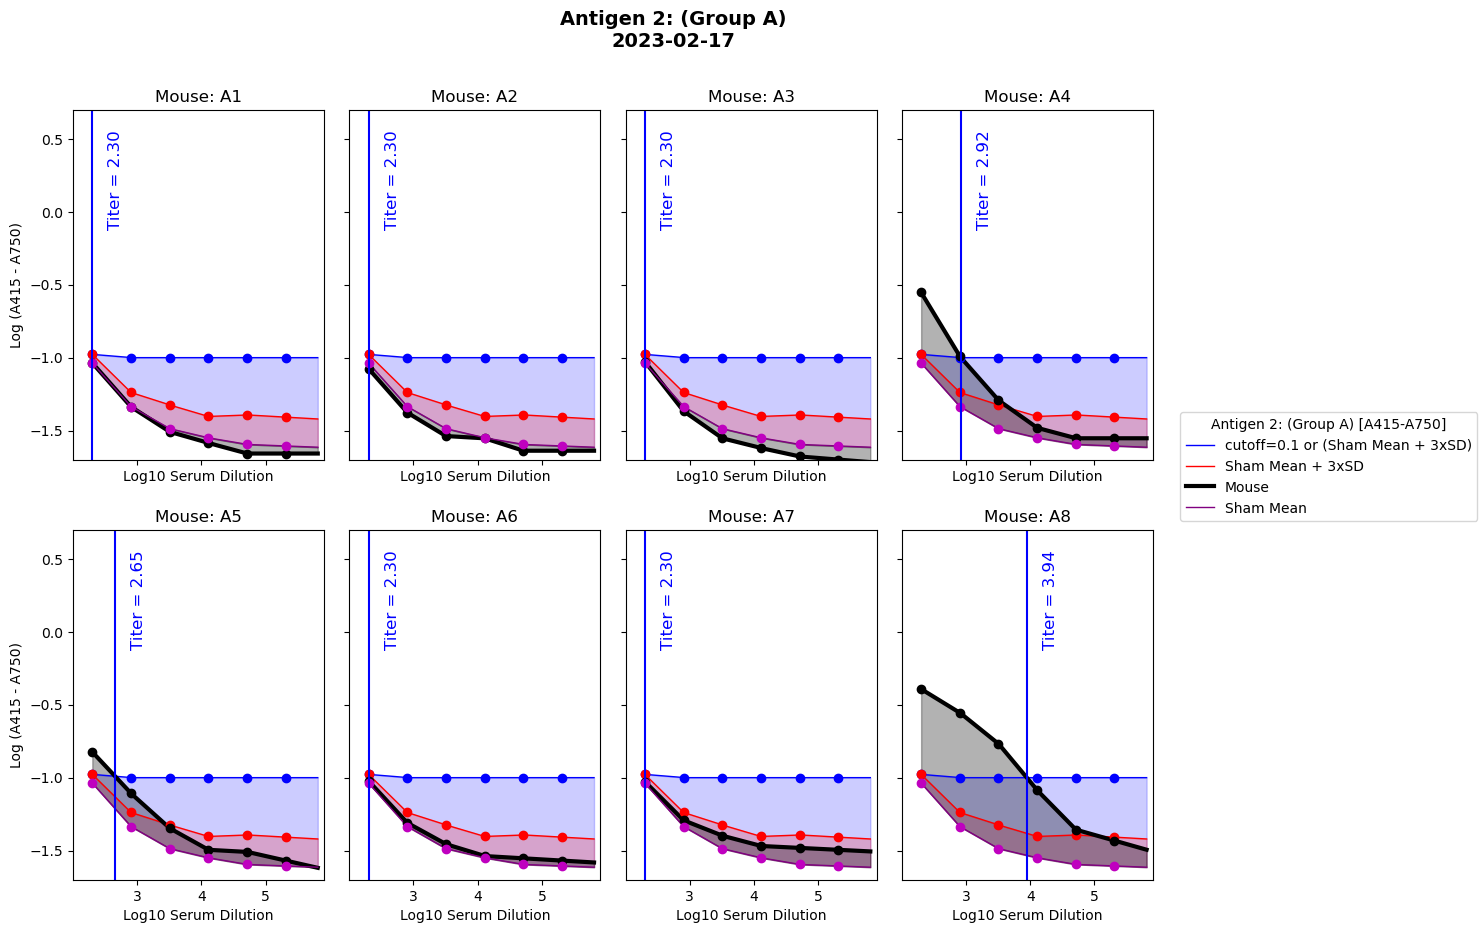 Antigen 2: (Group A)
2023-02-17
Mouse: A1
Mouse: A2
Mouse: A3
Mouse: A4
0.5
0.0
−0.5
−1.0
−1.5
Log (A415 - A750)
Titer = 2.30
Titer = 2.30
Titer = 2.30
Titer = 2.92
Log10 Serum Dilution
Log10 Serum Dilution
Log10 Serum Dilution
Log10 Serum Dilution
Antigen 2: (Group A) [A415-A750]
cutoff=0.1 or (Sham Mean + 3xSD)
Sham Mean + 3xSD
Mouse
Sham Mean
Mouse: A5
Mouse: A6
Mouse: A7
Mouse: A8
0.5
0.0
−0.5
−1.0
−1.5
Log (A415 - A750)
Titer = 2.65
Titer = 2.30
Titer = 2.30
Titer = 3.94
3 4 5
3 4 5
3 4 5
3 4 5
Log10 Serum Dilution
Log10 Serum Dilution
Log10 Serum Dilution
Log10 Serum Dilution